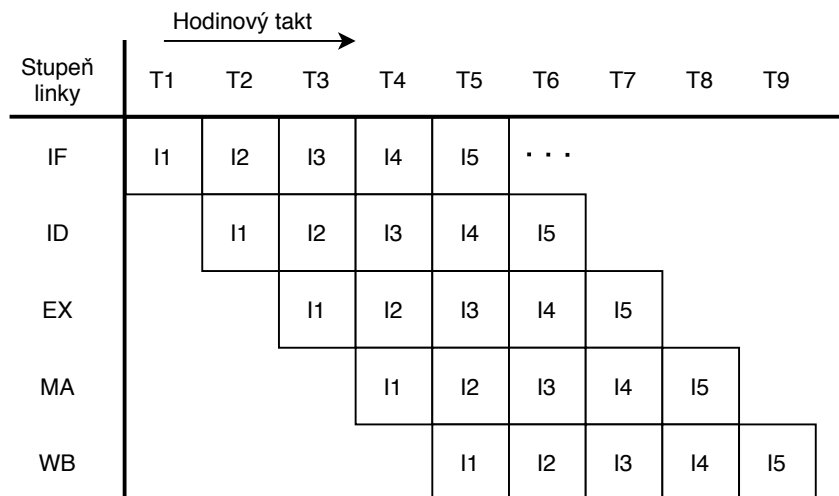 Hodinový takt
Stupeň
linky
T1 T2 T3 T4 T5 T6 T7 T8 T9
IF I1 I2 I3 I4 I5 · · ·
ID I1 I2 I3 I4 I5
EX I1 I2 I3 I4 I5
MA I1 I2 I3 I4 I5
WB I1 I2 I3 I4 I5